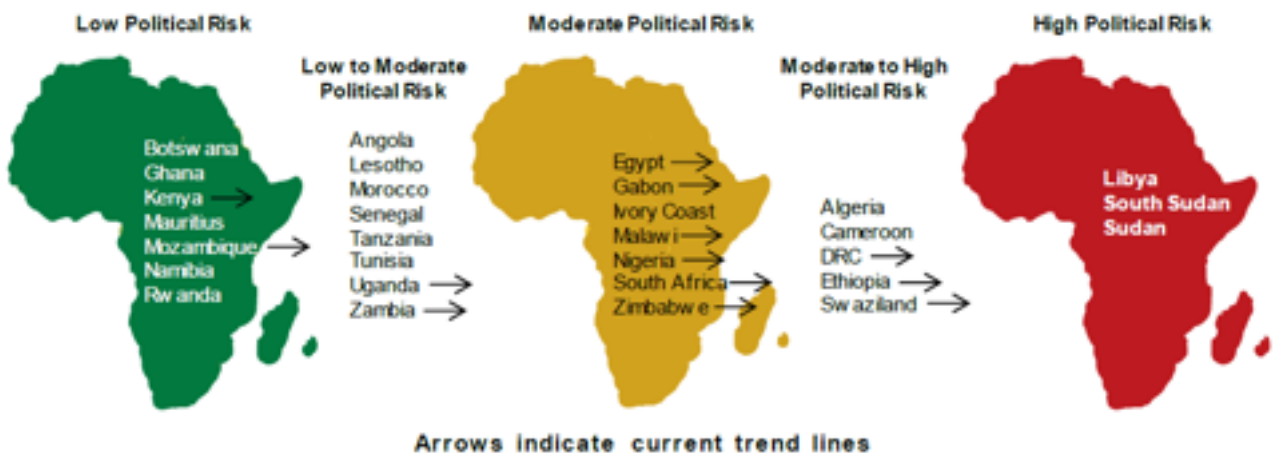 Low Political Risk
Botswana
Ghana
Kenya →
Mauritius
Mozambique →
Namibia
Rwanda
Low to Moderate
Political Risk
Angola
Lesotho
Morocco
Senegal
Tanzania
Tunisia
Uganda →
Zambia →
Moderate Political Risk
Egypt →
Gabon →
Ivory Coast
Malawi →
Nigeria →
South Africa →
Zimbabwe →
Moderate to High
Political Risk
Algeria
Cameroon
DRC →
Ethiopia →
Swaziland →
High Political Risk
Libya
South Sudan
Sudan
Arrows indicate current trend lines